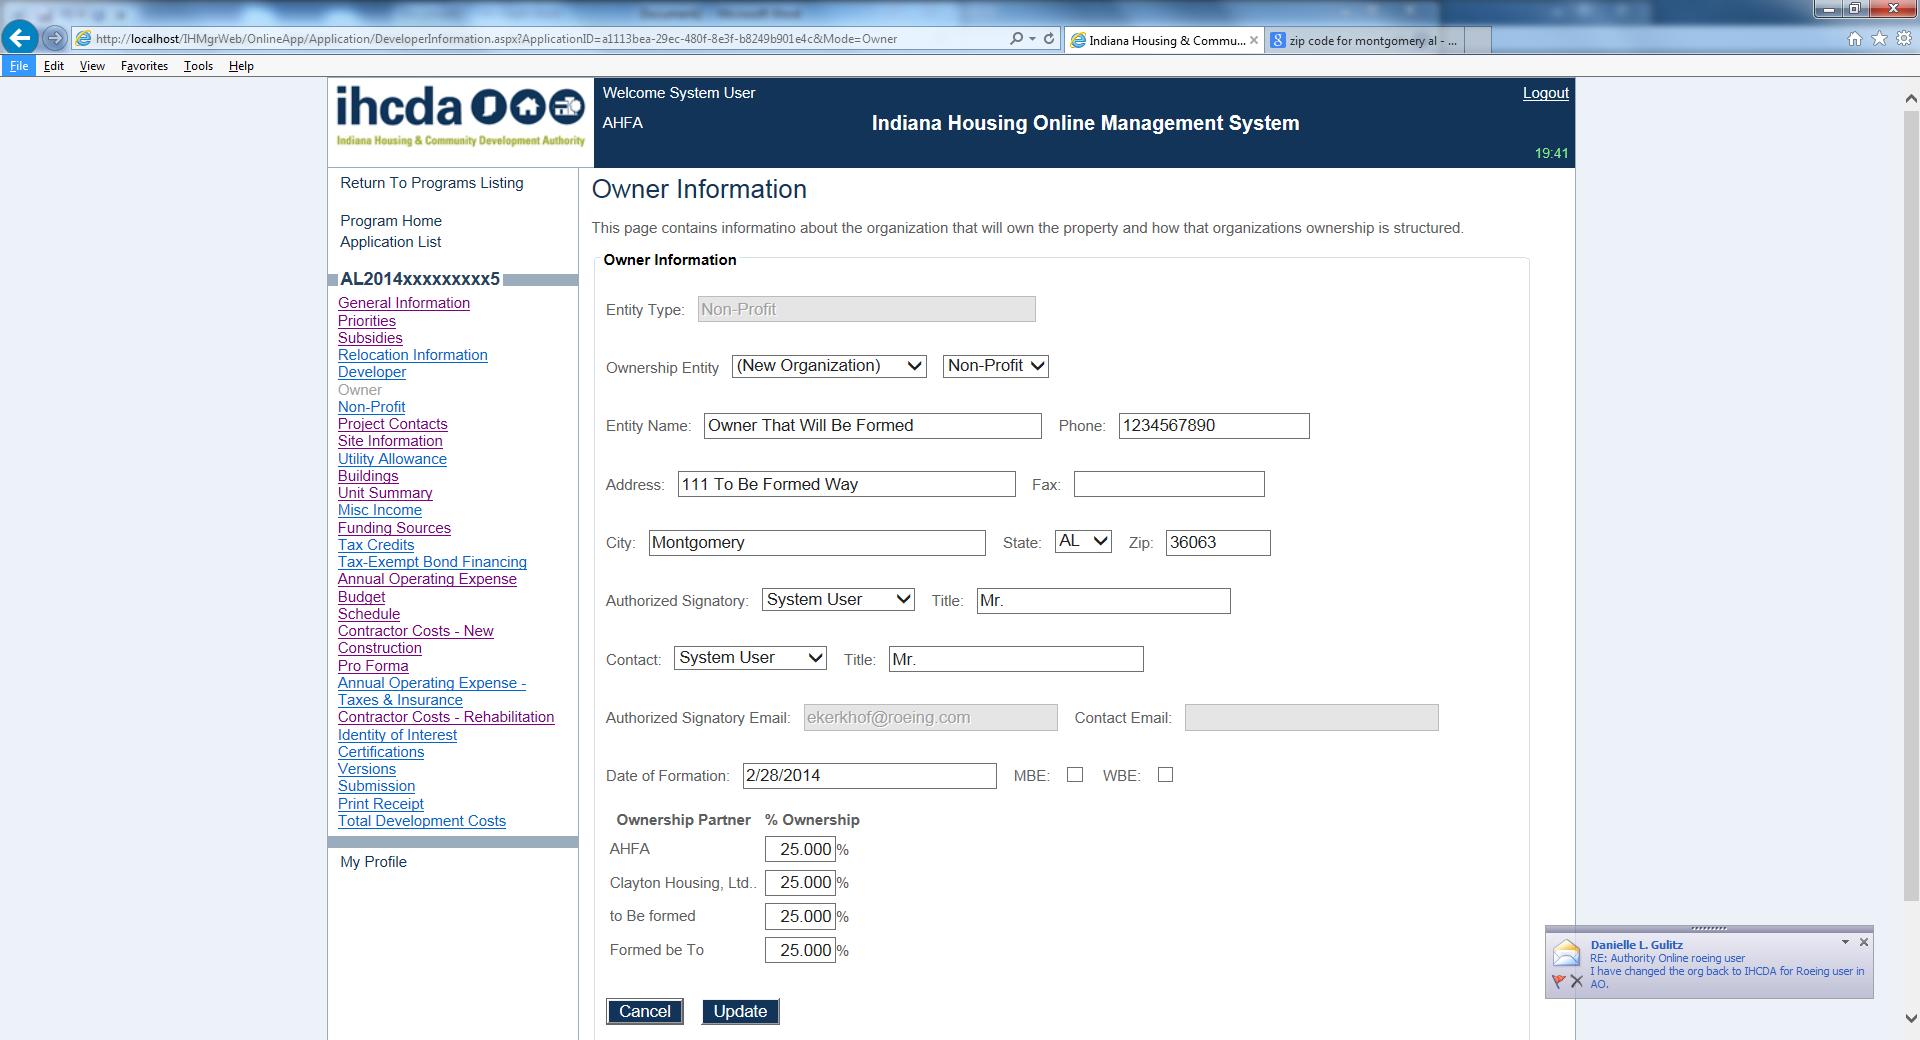 http://localhost/IHMgrWeb/OnlineApp/Application/DeveloperInformation.aspx?ApplicationID=a1113bea-29ec-480f-8e3f-b8249b901e4c&Mode=Owner
Indiana Housing & Commu...
zip code for montgomery al - ...
File Edit View Favorites Tools Help
ihcda
Indiana Housing & Community Development Authority
Welcome System User
Logout
AHFA
Indiana Housing Online Management System
19:41
Return To Programs Listing
Program Home
Application List
AL2014xxxxxxxxx5
General Information
Priorities
Subsidies
Relocation Information
Developer
Owner
Non-Profit
Project Contacts
Site Information
Utility Allowance
Buildings
Unit Summary
Misc Income
Funding Sources
Tax Credits
Tax-Exempt Bond Financing
Annual Operating Expense
Budget
Schedule
Contractor Costs - New
Construction
Pro Forma
Annual Operating Expense -
Taxes & Insurance
Contractor Costs - Rehabilitation
Identity of Interest
Certifications
Versions
Submission
Print Receipt
Total Development Costs
My Profile
Owner Information
This page contains informatino about the organization that will own the property and how that organizations ownership is structured.
Owner Information
Entity Type: Non-Profit
Ownership Entity (New Organization) Non-Profit
Entity Name: Owner That Will Be Formed Phone: 1234567890
Address: 111 To Be Formed Way Fax:
City: Montgomery State: AL Zip: 36063
Authorized Signatory: System User Title: Mr.
Contact: System User Title: Mr.
Authorized Signatory Email: ekerkhof@roeing.com Contact Email:
Date of Formation: 2/28/2014 MBE: WBE:
Ownership Partner % Ownership
AHFA 25.000 %
Clayton Housing, Ltd.. 25.000 %
to Be formed 25.000 %
Formed be To 25.000 %
Cancel Update
Danielle L. Gulitz
RE: Authority Online roeing user
I have changed the org back to IHCDA for Roeing user in
AO.